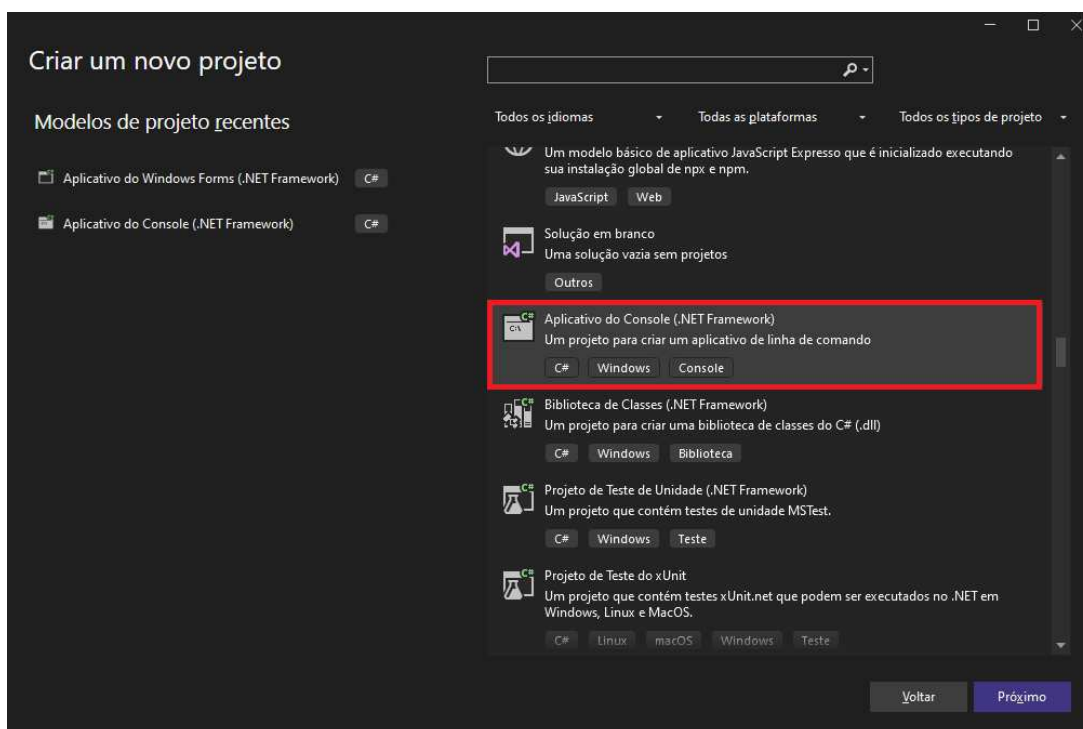 Criar um novo projeto
Modelos de projeto recentes
Aplicativo do Windows Forms (.NET Framework) C#
Aplicativo do Console (.NET Framework) C#
Todos os idiomas Todas as plataformas Todos os tipos de projeto
Um modelo básico de aplicativo JavaScript Expresso que é inicializado executando
sua instalação global de npx e npm.
JavaScript Web
Solução em branco
Uma solução vazia sem projetos
Outros
C#
C:\
Aplicativo do Console (.NET Framework)
Um projeto para criar um aplicativo de linha de comando
C# Windows Console
C#
Biblioteca de Classes (.NET Framework)
Um projeto para criar uma biblioteca de classes do C# (.dll)
C# Windows Biblioteca
C#
Projeto de Teste de Unidade (.NET Framework)
Um projeto que contém testes de unidade MSTest.
C# Windows Teste
C#
Projeto de Teste do xUnit
Um projeto que contém testes xUnit.net que podem ser executados no .NET em
Windows, Linux e MacOS.
C# Linux macOS Windows Teste
Voltar Próximo